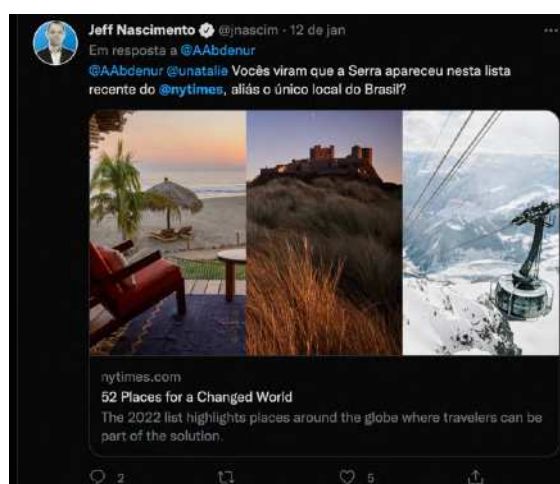 Jeff Nascimento @jnascim · 12 de jan
Em resposta a @AAbdenur
@AAbdenur @unatalie Vocês viram que a Serra apareceu nesta lista
recente do @nytimes, aliás o único local do Brasil?
nytimes.com
52 Places for a Changed World
The 2022 list highlights places around the globe where travelers can be
part of the solution.
2 5